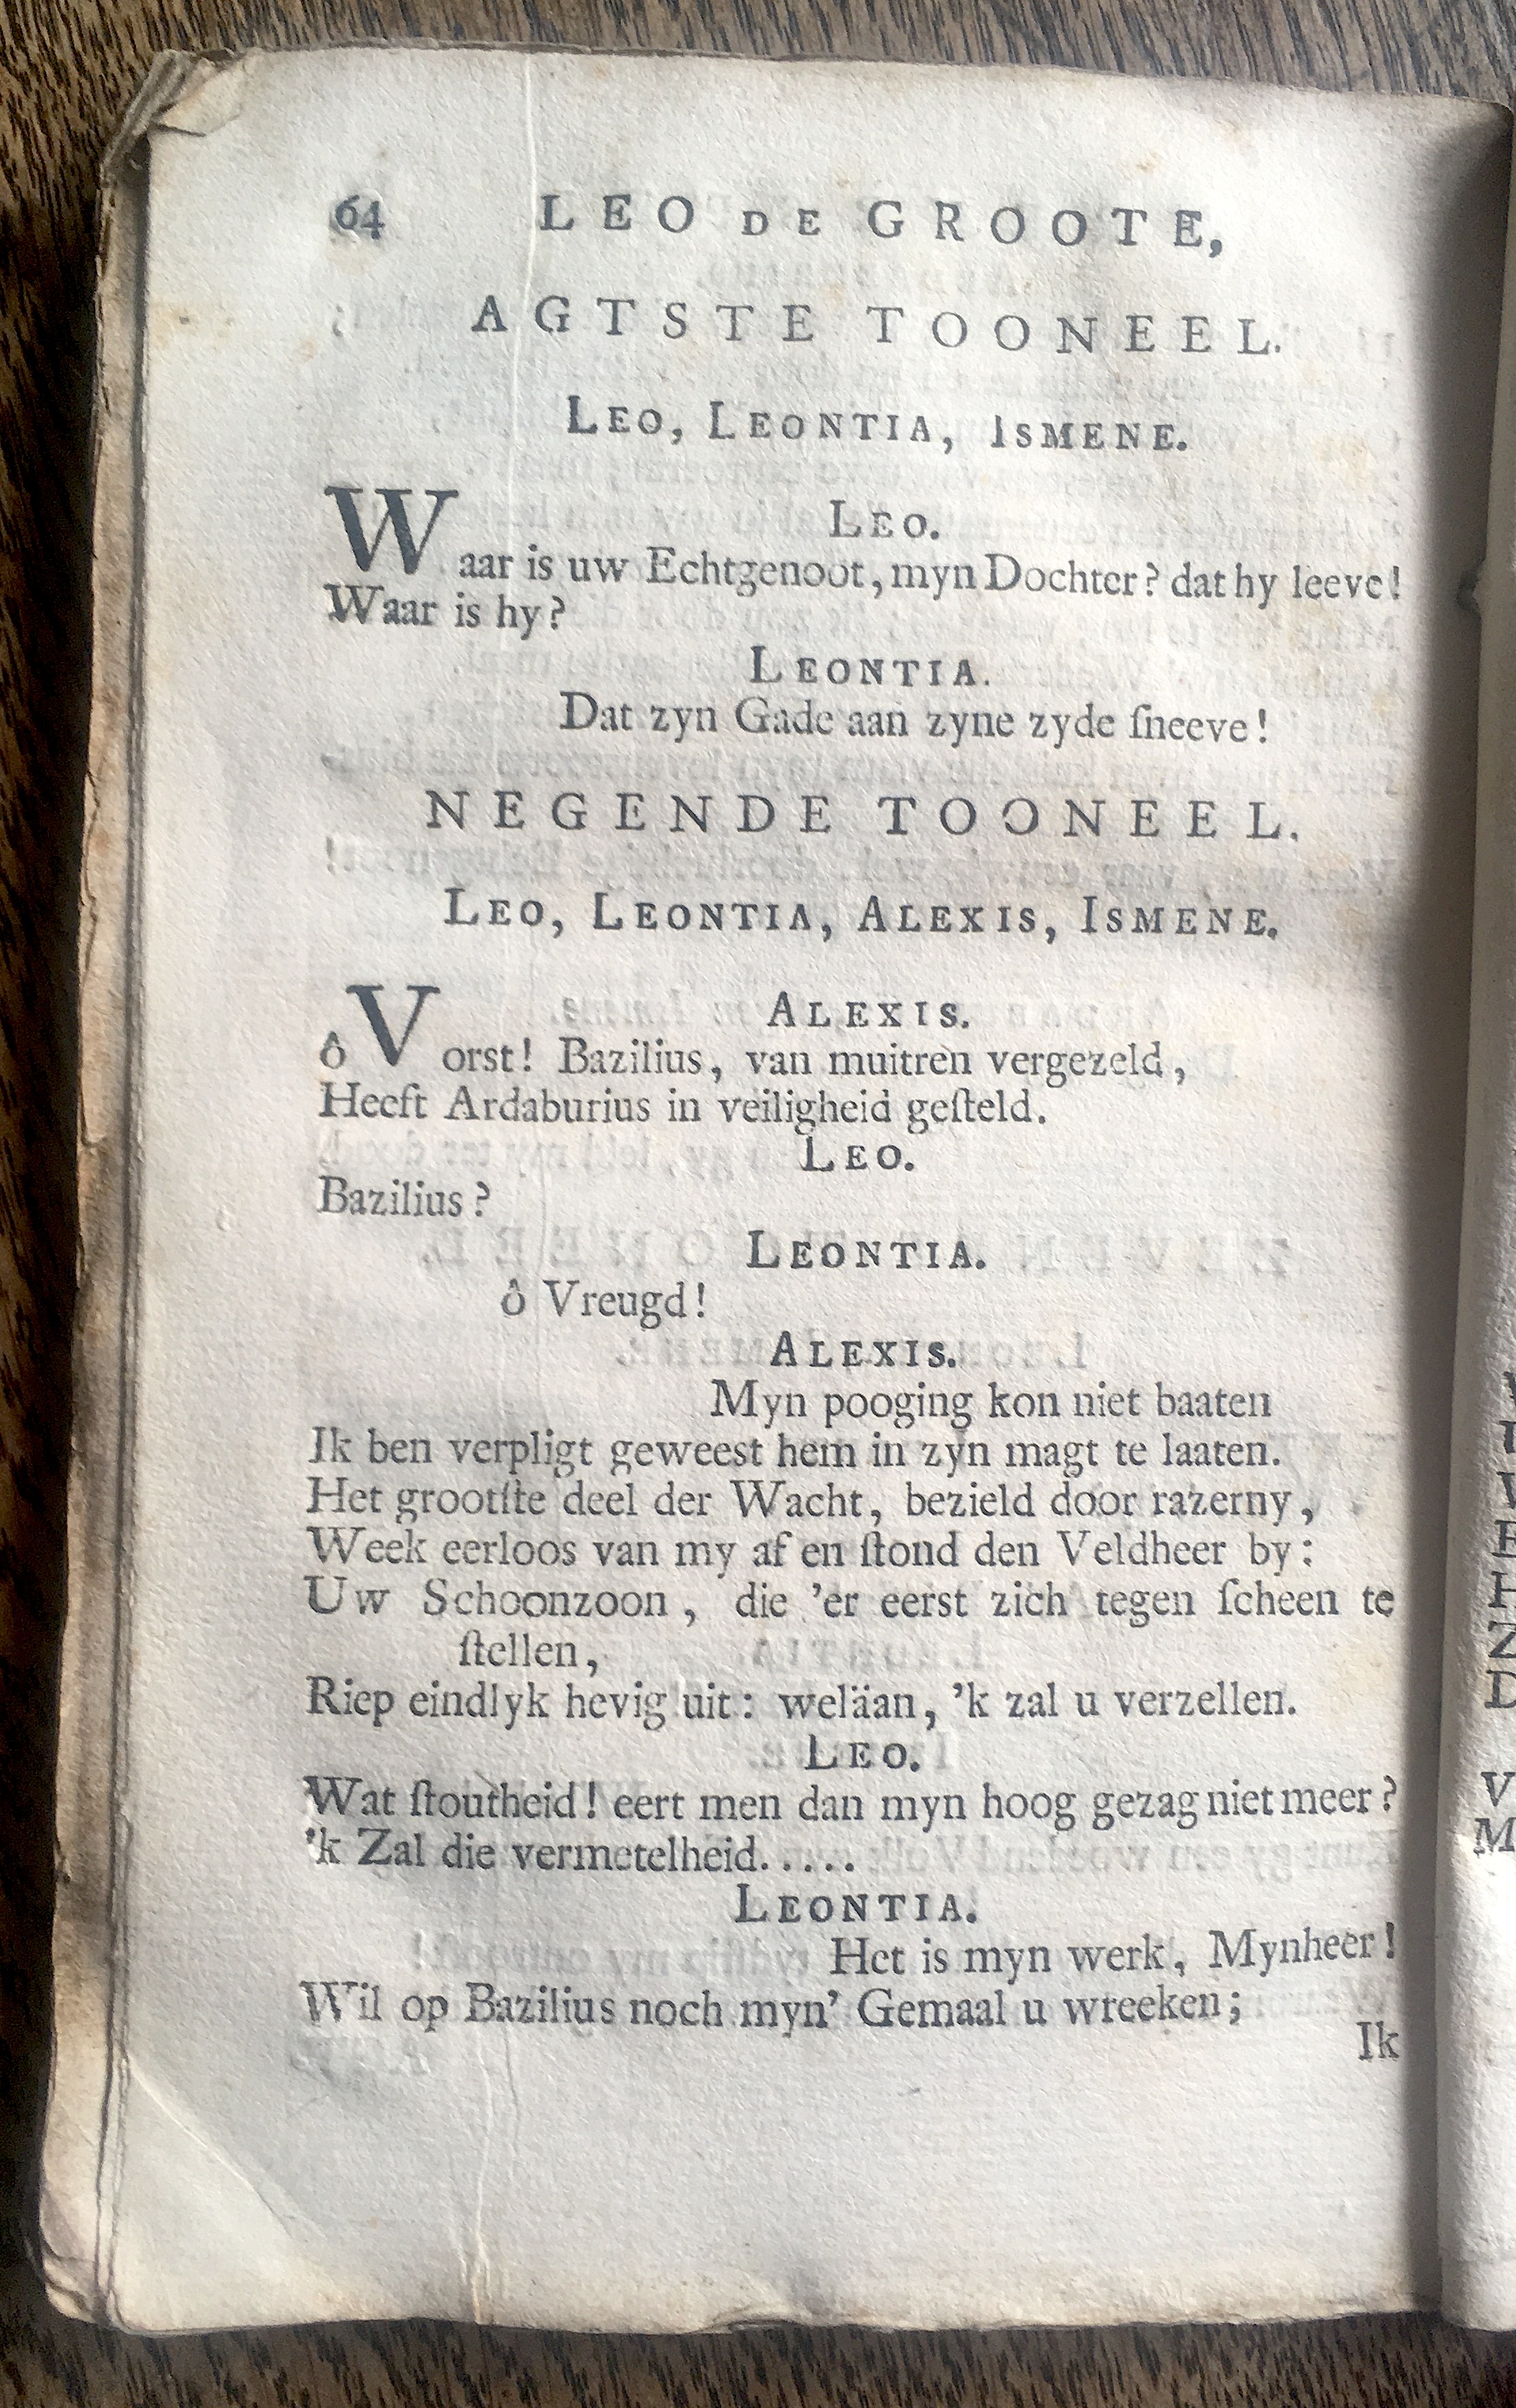 64 LEO DE GROOTE,
AGTSTE TOONEEL.
LEO, LEONTIA, ISMENE.
LEO.
Waar is uw Echtgenoot, myn Dochter? dat hy leeve!
Waar is hy?
LEONTIA.
Dat zyn Gade aan zyne zyde ſneeve!
NEGENDE TOONEEL.
LEO, LEONTIA, ALEXIS, ISMENE.
ALEXIS.
ô Vorst! Bazilius, van muitren vergezeld,
Heeft Ardaburius in veiligheid geſteld.
LEO.
Bazilius?
LEONTIA.
ô Vreugd!
ALEXIS.
Myn pooging kon niet baaten
Ik ben verpligt geweest hem in zyn magt te laaten.
Het grootſte deel der Wacht, bezield door razerny,
Week eerloos van my af en ſtond den Veldheer by:
Uw Schoonzoon, die 'er eerst zich tegen ſcheen te
ſtellen,
Riep eindlyk hevig uit: weläan, 'k zal u verzellen.
LEO.
Wat ſtoutheid! eert men dan myn hoog gezag niet meer?
'k Zal die vermetelheid.....
LEONTIA.
Het is myn werk, Mynheer!
Wil op Bazilius noch myn' Gemaal u wreeken;
Ik